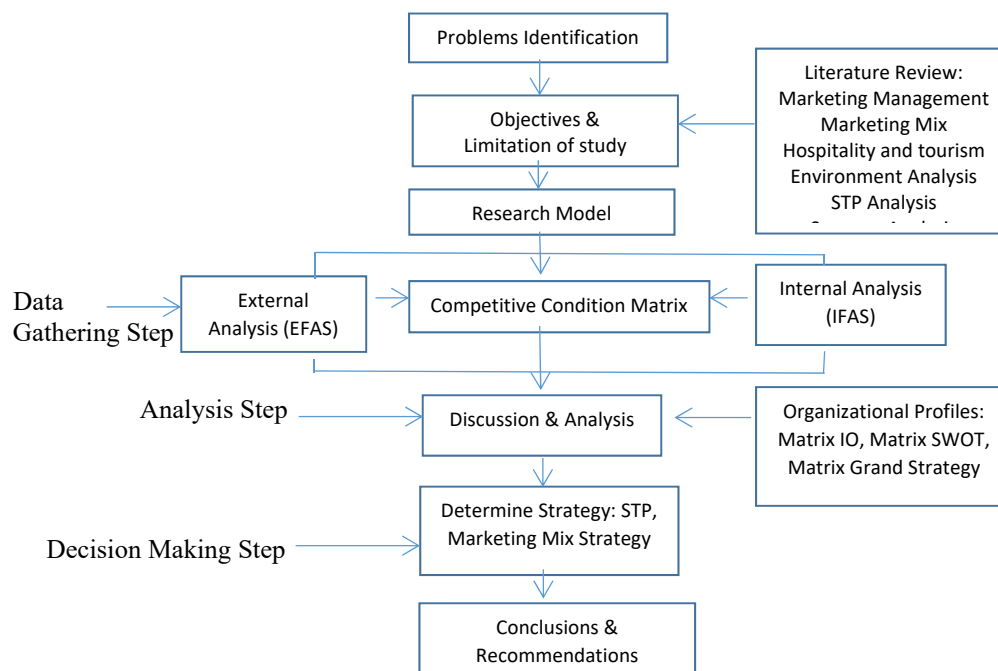 Problems Identification
Literature Review:
Marketing Management
Marketing Mix
Hospitality and tourism
Environment Analysis
STP Analysis
Objectives &
Limitation of study
Research Model
Data
Gathering Step
External
Analysis (EFAS)
Competitive Condition Matrix
Internal Analysis
(IFAS)
Analysis Step
Discussion & Analysis
Organizational Profiles:
Matrix IO, Matrix SWOT,
Matrix Grand Strategy
Decision Making Step
Determine Strategy: STP,
Marketing Mix Strategy
Conclusions &
Recommendations